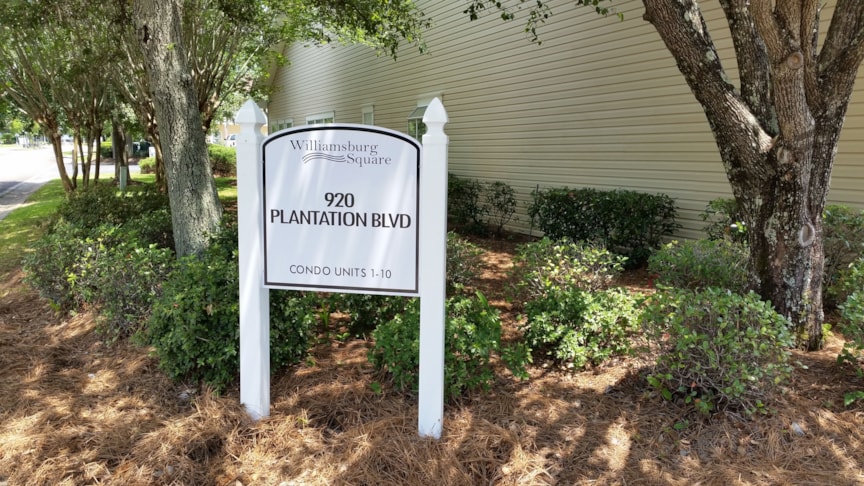 Williamsburg
Square
920
PLANTATION BLVD
CONDO UNITS 1-10